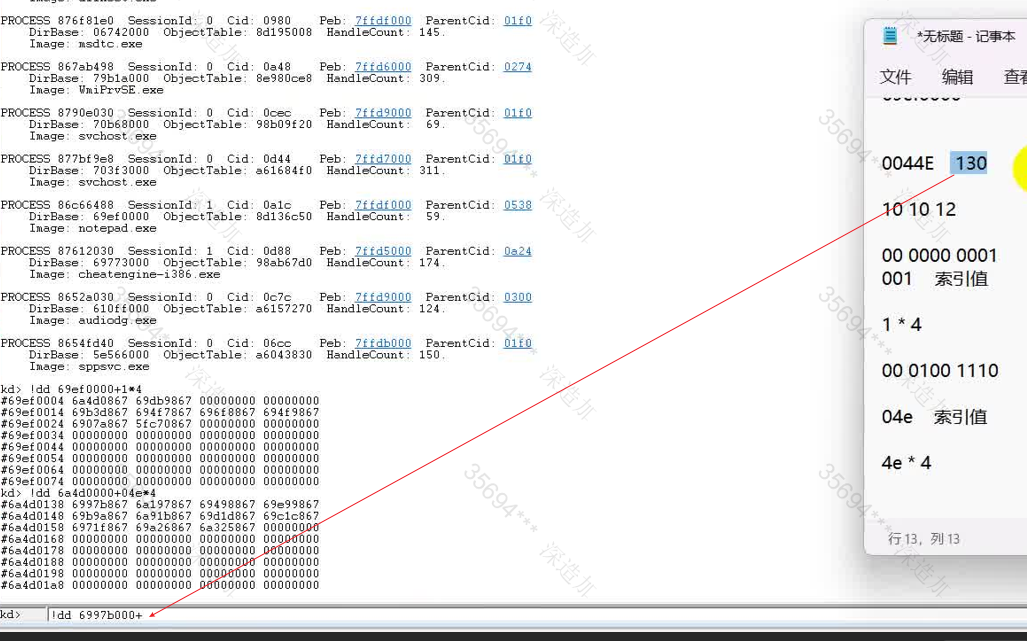 PROCESS 876f81e0  SessionId: 0  Cid: 0980    Peb: 7ffdf000  ParentCid: 01f0
    DirBase: 06742000  ObjectTable: 8d195008  HandleCount: 145.
    Image: msdtc.exe
PROCESS 867ab498  SessionId: 0  Cid: 0a48    Peb: 7ffd6000  ParentCid: 0274
    DirBase: 79b1a000  ObjectTable: 8e980ce8  HandleCount: 309.
    Image: WmiPrvSE.exe
PROCESS 8790e030  SessionId: 0  Cid: 0cec    Peb: 7ffd9000  ParentCid: 01f0
    DirBase: 70b68000  ObjectTable: 98b09f20  HandleCount:  69.
    Image: svchost.exe
PROCESS 877bf9e8  SessionId: 0  Cid: 0d44    Peb: 7ffd7000  ParentCid: 01f0
    DirBase: 703f3000  ObjectTable: a61684f0  HandleCount: 311.
    Image: svchost.exe
PROCESS 86c66488  SessionId: 1  Cid: 0a1c    Peb: 7ffdf000  ParentCid: 0538
    DirBase: 69ef0000  ObjectTable: 8d136c50  HandleCount:  59.
    Image: notepad.exe
PROCESS 87612030  SessionId: 1  Cid: 0d88    Peb: 7ffd5000  ParentCid: 0a24
    DirBase: 69773000  ObjectTable: 98ab67d0  HandleCount: 174.
    Image: cheatengine-i386.exe
PROCESS 8652a030  SessionId: 0  Cid: 0c7c    Peb: 7ffd9000  ParentCid: 0300
    DirBase: 610ff000  ObjectTable: a6157270  HandleCount: 124.
    Image: audiodg.exe
PROCESS 8654fd40  SessionId: 0  Cid: 06cc    Peb: 7ffdb000  ParentCid: 01f0
    DirBase: 5e566000  ObjectTable: a6043830  HandleCount: 150.
    Image: sppsvc.exe
kd> !dd 69ef0000+1*4
#69ef0004 6a4d0867 69db9867 00000000 00000000
#69ef0014 69b3d867 694f7867 696f8867 694f9867
#69ef0024 6907a867 5fc70867 00000000 00000000
#69ef0034 00000000 00000000 00000000 00000000
#69ef0044 00000000 00000000 00000000 00000000
#69ef0054 00000000 00000000 00000000 00000000
#69ef0064 00000000 00000000 00000000 00000000
#69ef0074 00000000 00000000 00000000 00000000
kd> !dd 6a4d0000+04e*4
#6a4d0138 6997b867 6a197867 69498867 69e99867
#6a4d0148 69b9a867 6a91b867 69d1d867 69c1c867
#6a4d0158 6971f867 69a26867 6a325867 00000000
#6a4d0168 00000000 00000000 00000000 00000000
#6a4d0178 00000000 00000000 00000000 00000000
#6a4d0188 00000000 00000000 00000000 00000000
#6a4d0198 00000000 00000000 00000000 00000000
#6a4d01a8 00000000 00000000 00000000 00000000
kd> !dd 6997b000+
*无标题 - 记事本
文件 编辑 查看
0044E 130
10 10 12
00 0000 0001
001 索引值
1 * 4
00 0100 1110
04e 索引值
4e * 4
行 13，列 13
35694***
35694***
35694***
35694***
35694***
35694***